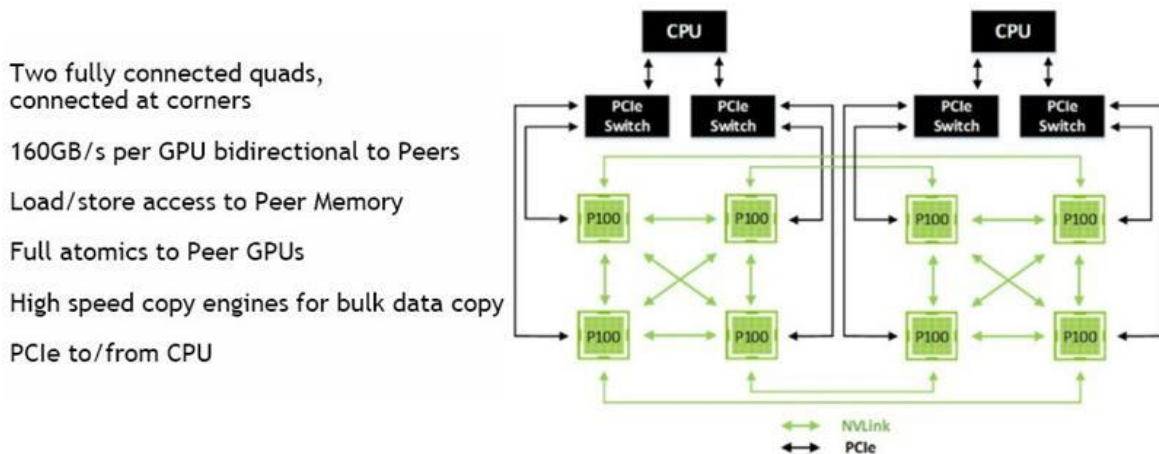 Two fully connected quads,
connected at corners
160GB/s per GPU bidirectional to Peers
Load/store access to Peer Memory
Full atomics to Peer GPUs
High speed copy engines for bulk data copy
PCIe to/from CPU
CPU
CPU
PCIe
Switch
PCIe
Switch
PCIe
Switch
PCIe
Switch
P100
P100
P100
P100
P100
P100
P100
P100
NVLink
PCIe